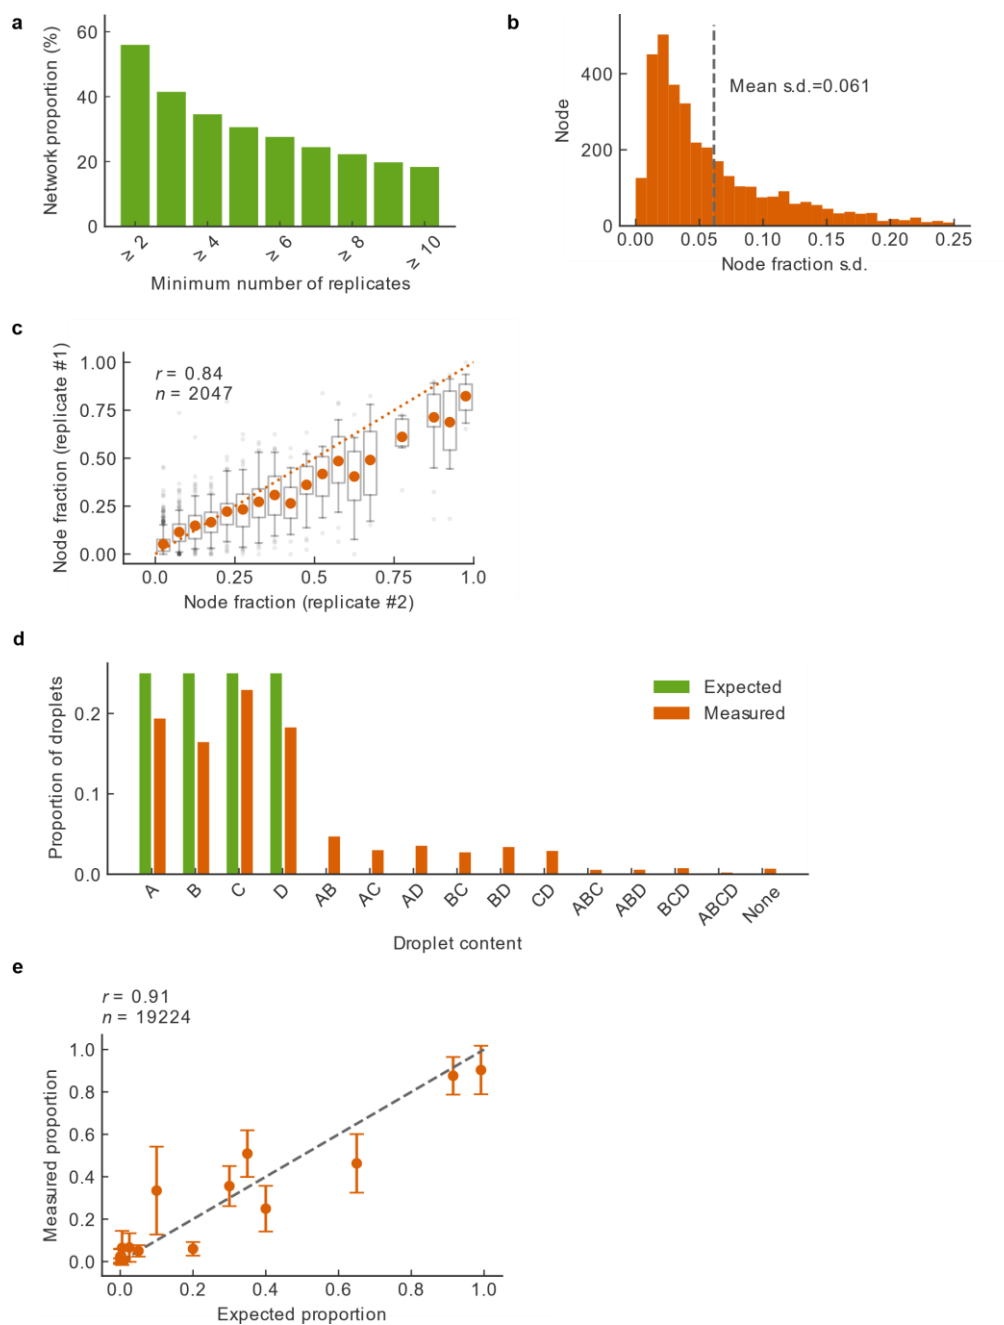 a
Network proportion (%)
60
40
20
0
≥ 2
≥ 4
≥ 6
≥ 8
≥ 10
Minimum number of replicates
b
Node
400
200
0
Mean s.d.=0.061
0.00
0.05
0.10
0.15
0.20
0.25
Node fraction s.d.
c
Node fraction (replicate #1)
1.00
0.75
0.50
0.25
0.00
r = 0.84
n = 2047
0.0
0.25
0.5
0.75
1.0
Node fraction (replicate #2)
d
Proportion of droplets
0.2
0.1
0.0
Expected
Measured
A
B
C
D
AB
AC
AD
BC
BD
CD
ABC
ABD
BCD
ABCD
None
Droplet content
e
r = 0.91
n = 19224
Measured proportion
1.0
0.8
0.6
0.4
0.2
0.0
0.0
0.2
0.4
0.6
0.8
1.0
Expected proportion